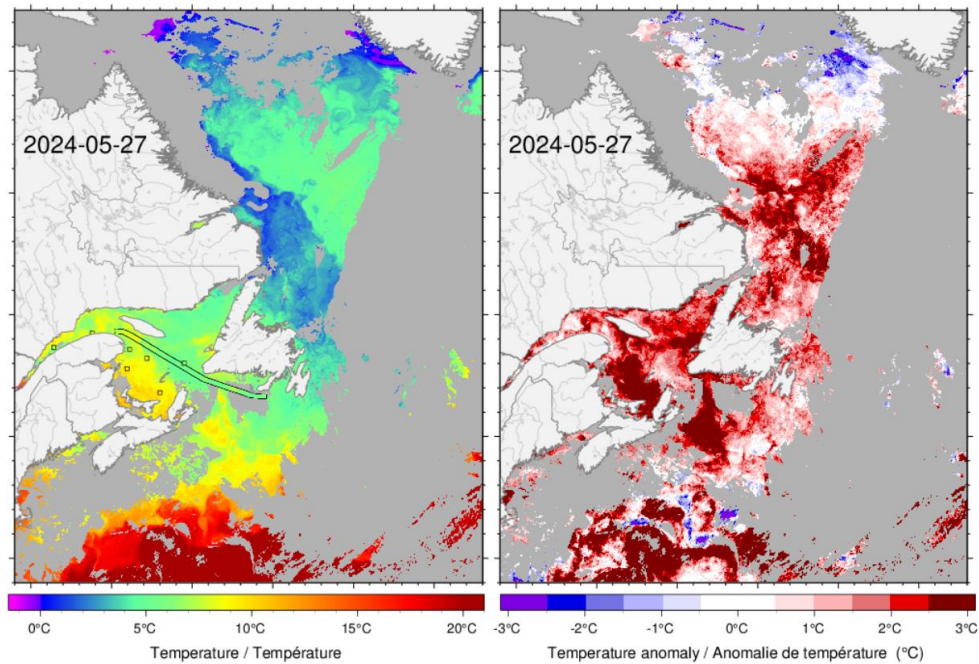 2024-05-27
2024-05-27
0°C 5°C 10°C 15°C 20°C
Temperature / Température
-3°C -2°C -1°C 0°C 1°C 2°C 3°C
Temperature anomaly / Anomalie de température (°C)